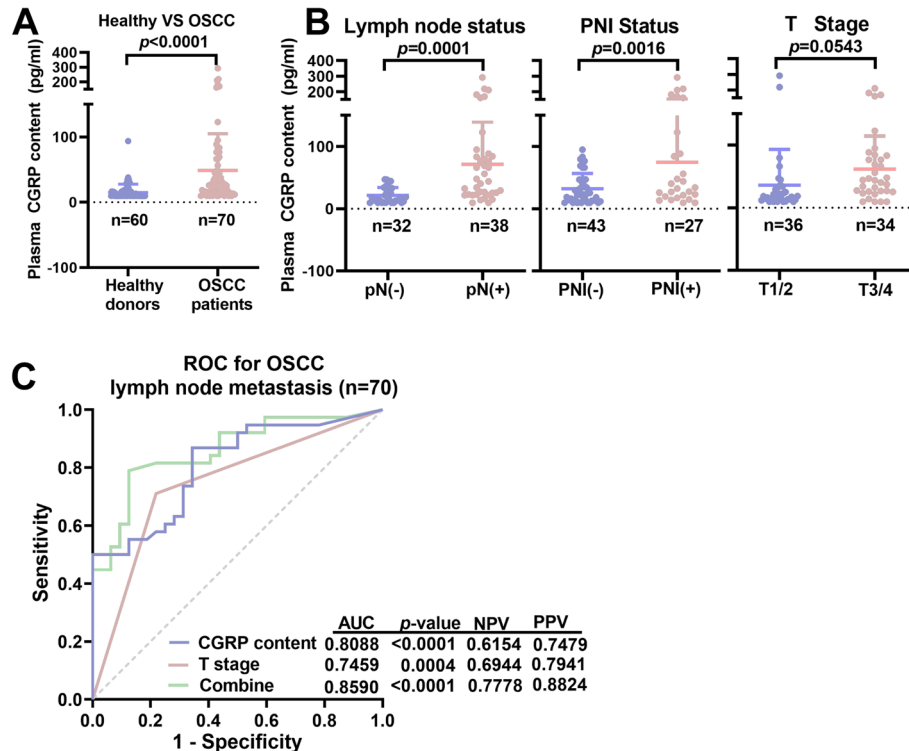 A
Healthy VS OSCC
p<0.0001
Plasma CGRP content (pg/ml)
400
300
200
100
0
-100
n=60
n=70
Healthy donors
OSCC patients
B
Lymph node status
p=0.0001
Plasma CGRP content (pg/ml)
400
300
200
100
100
0
-100
n=32
n=38
pN(-)
pN(+)
PNI Status
p=0.0016
n=43
n=27
PNI(-)
PNI(+)
T Stage
p=0.0543
n=36
n=34
T1/2
T3/4
C
ROC for OSCC
lymph node metastasis (n=70)
Sensitivity
1.0
0.8
0.6
0.4
0.2
0.0
0.0 0.2 0.4 0.6 0.8 1.0
1 - Specificity
AUC p-value NPV PPV
CGRP content 0.8088 <0.0001 0.6154 0.7479
T stage 0.7459 0.0004 0.6944 0.7941
Combine 0.8590 <0.0001 0.7778 0.8824